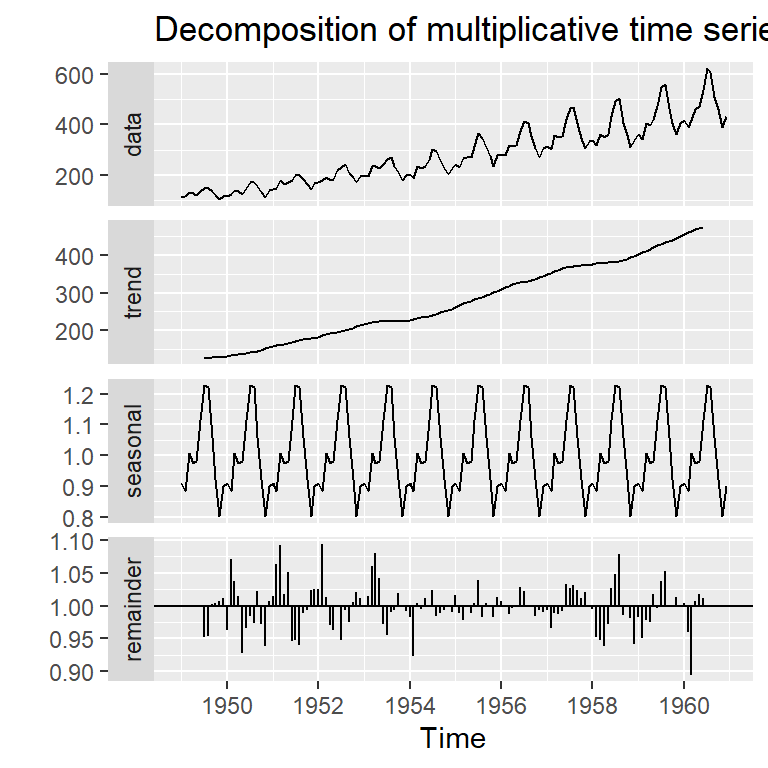 Decomposition of multiplicative time serie
600
400
200
data
400
300
200
trend
1.2
1.1
1.0
0.9
0.8
seasonal
1.10
1.05
1.00
0.95
0.90
remainder
1950 1952 1954 1956 1958 1960
Time